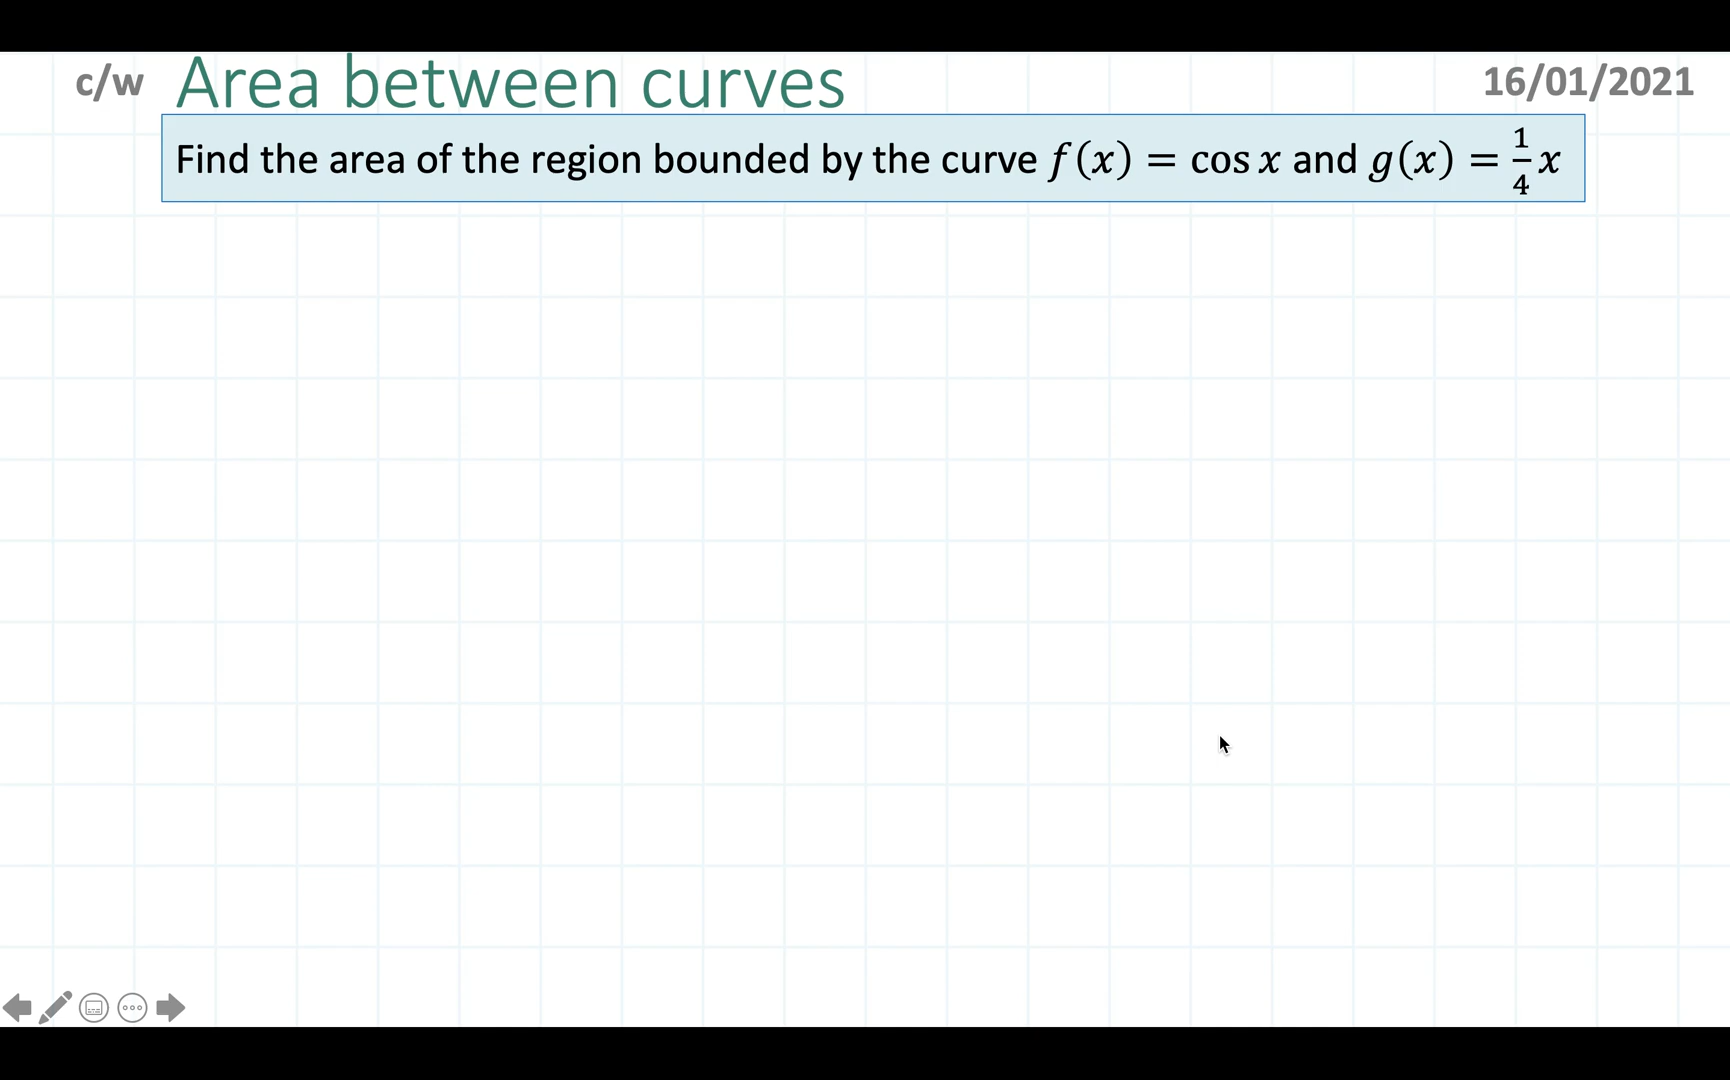 c/w Area between curves 16/01/2021
Find the area of the region bounded by the curve f(x) = cos x and g(x) = 1/4 x